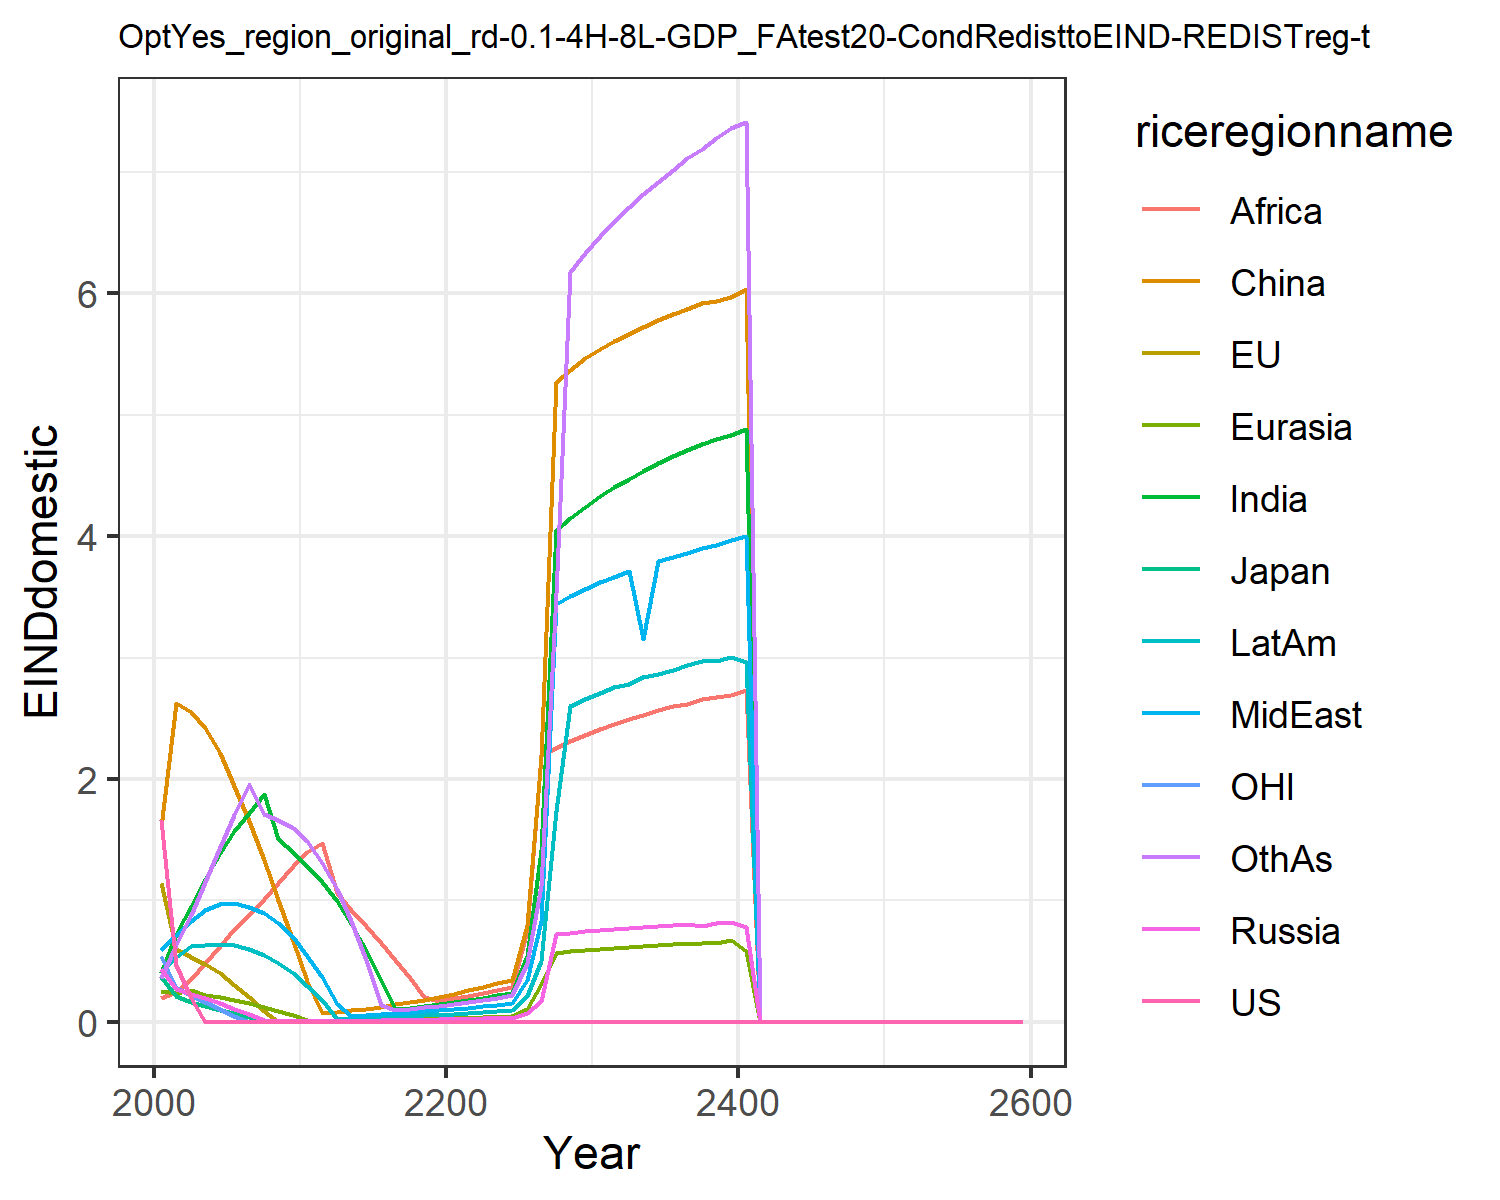 OptYes_region_original_rd-0.1-4H-8L-GDP_FAtest20-CondRedisttoEIND-REDISTreg-t
EINDdomestic
6
4
2
0
2000
2200
2400
2600
Year
riceregionname
Africa
China
EU
Eurasia
India
Japan
LatAm
MidEast
OHI
OthAs
Russia
US